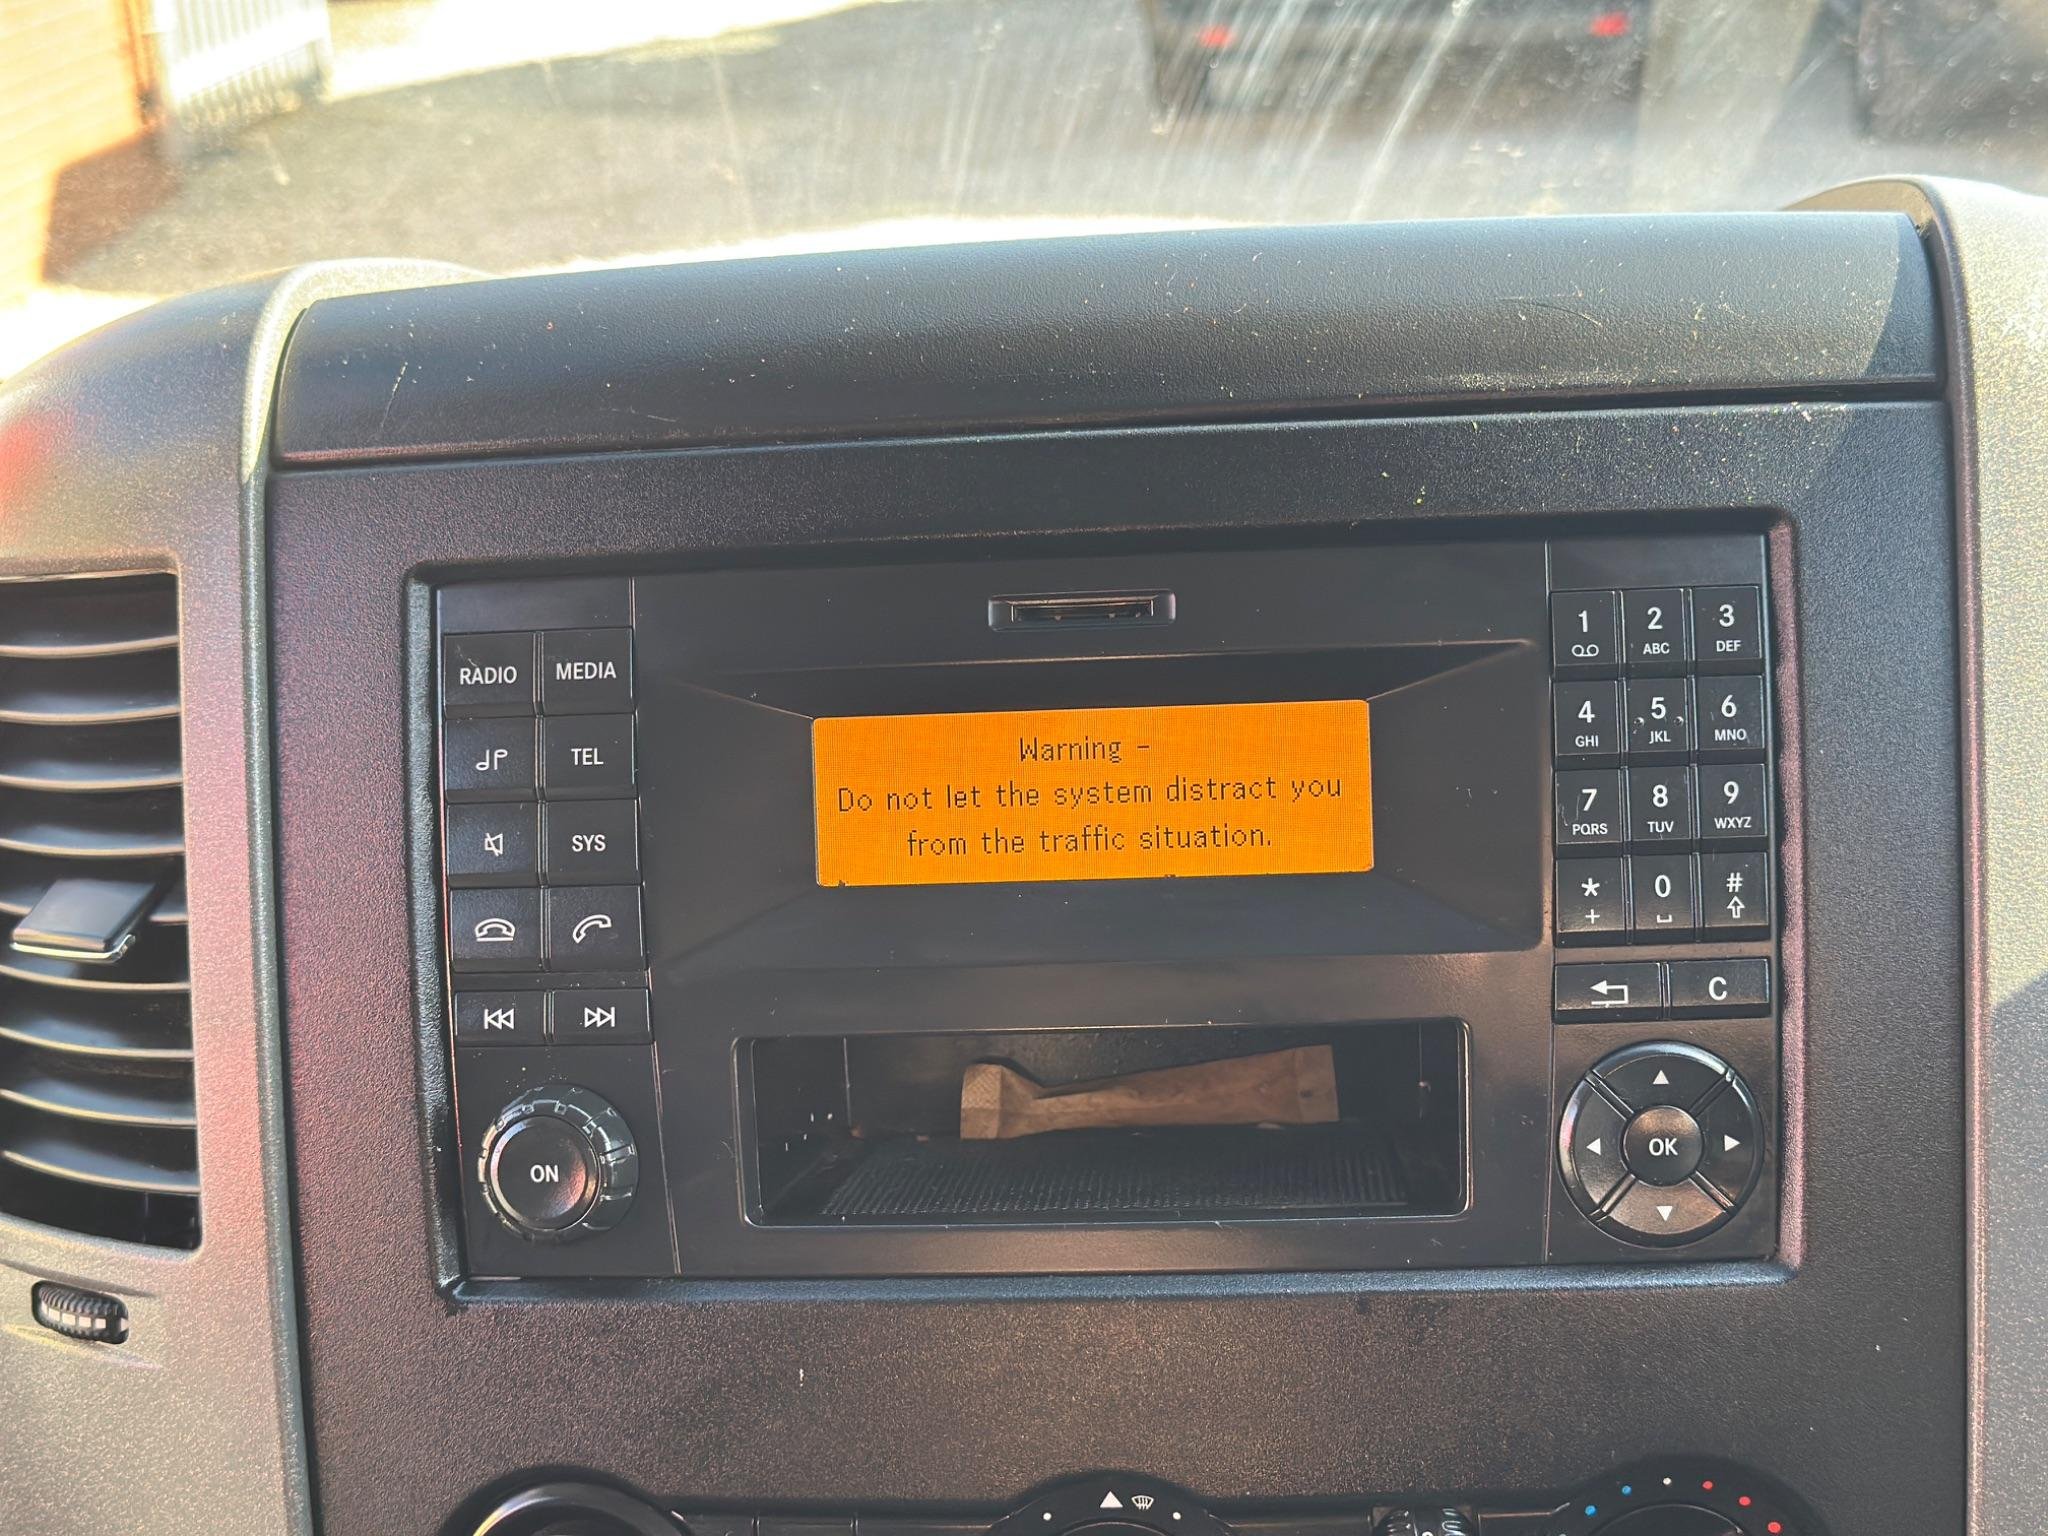 Warning -
Do not let the system distract you
from the traffic situation.
RADIO MEDIA
TEL
SYS
ON
1 2 3
ABC DEF
4 5 6
GHI JKL MNO
7 8 9
PQRS TUV WXYZ
* 0 #
+
C
OK